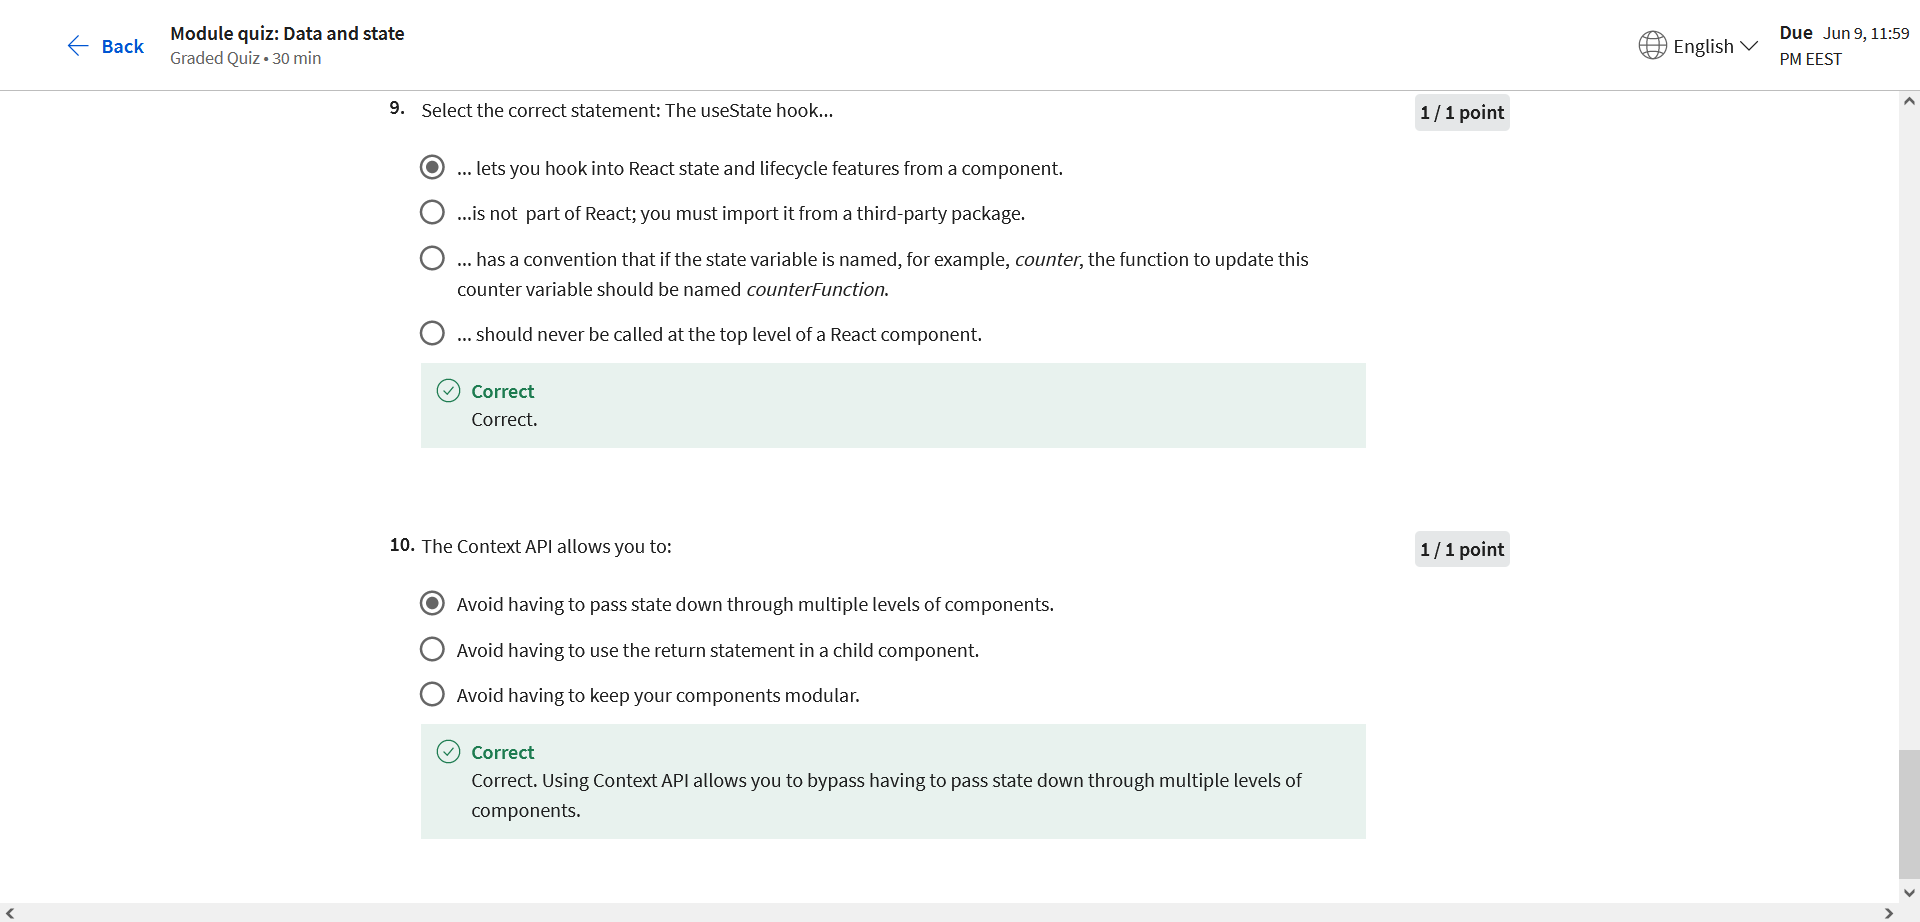 Back
Module quiz: Data and state
Graded Quiz • 30 min
English
Due Jun 9, 11:59
PM EEST
9. Select the correct statement: The useState hook...
1 / 1 point
... lets you hook into React state and lifecycle features from a component.
...is not part of React; you must import it from a third-party package.
... has a convention that if the state variable is named, for example, counter, the function to update this
counter variable should be named counterFunction.
... should never be called at the top level of a React component.
Correct
Correct.
10. The Context API allows you to:
1 / 1 point
Avoid having to pass state down through multiple levels of components.
Avoid having to use the return statement in a child component.
Avoid having to keep your components modular.
Correct
Correct. Using Context API allows you to bypass having to pass state down through multiple levels of
components.